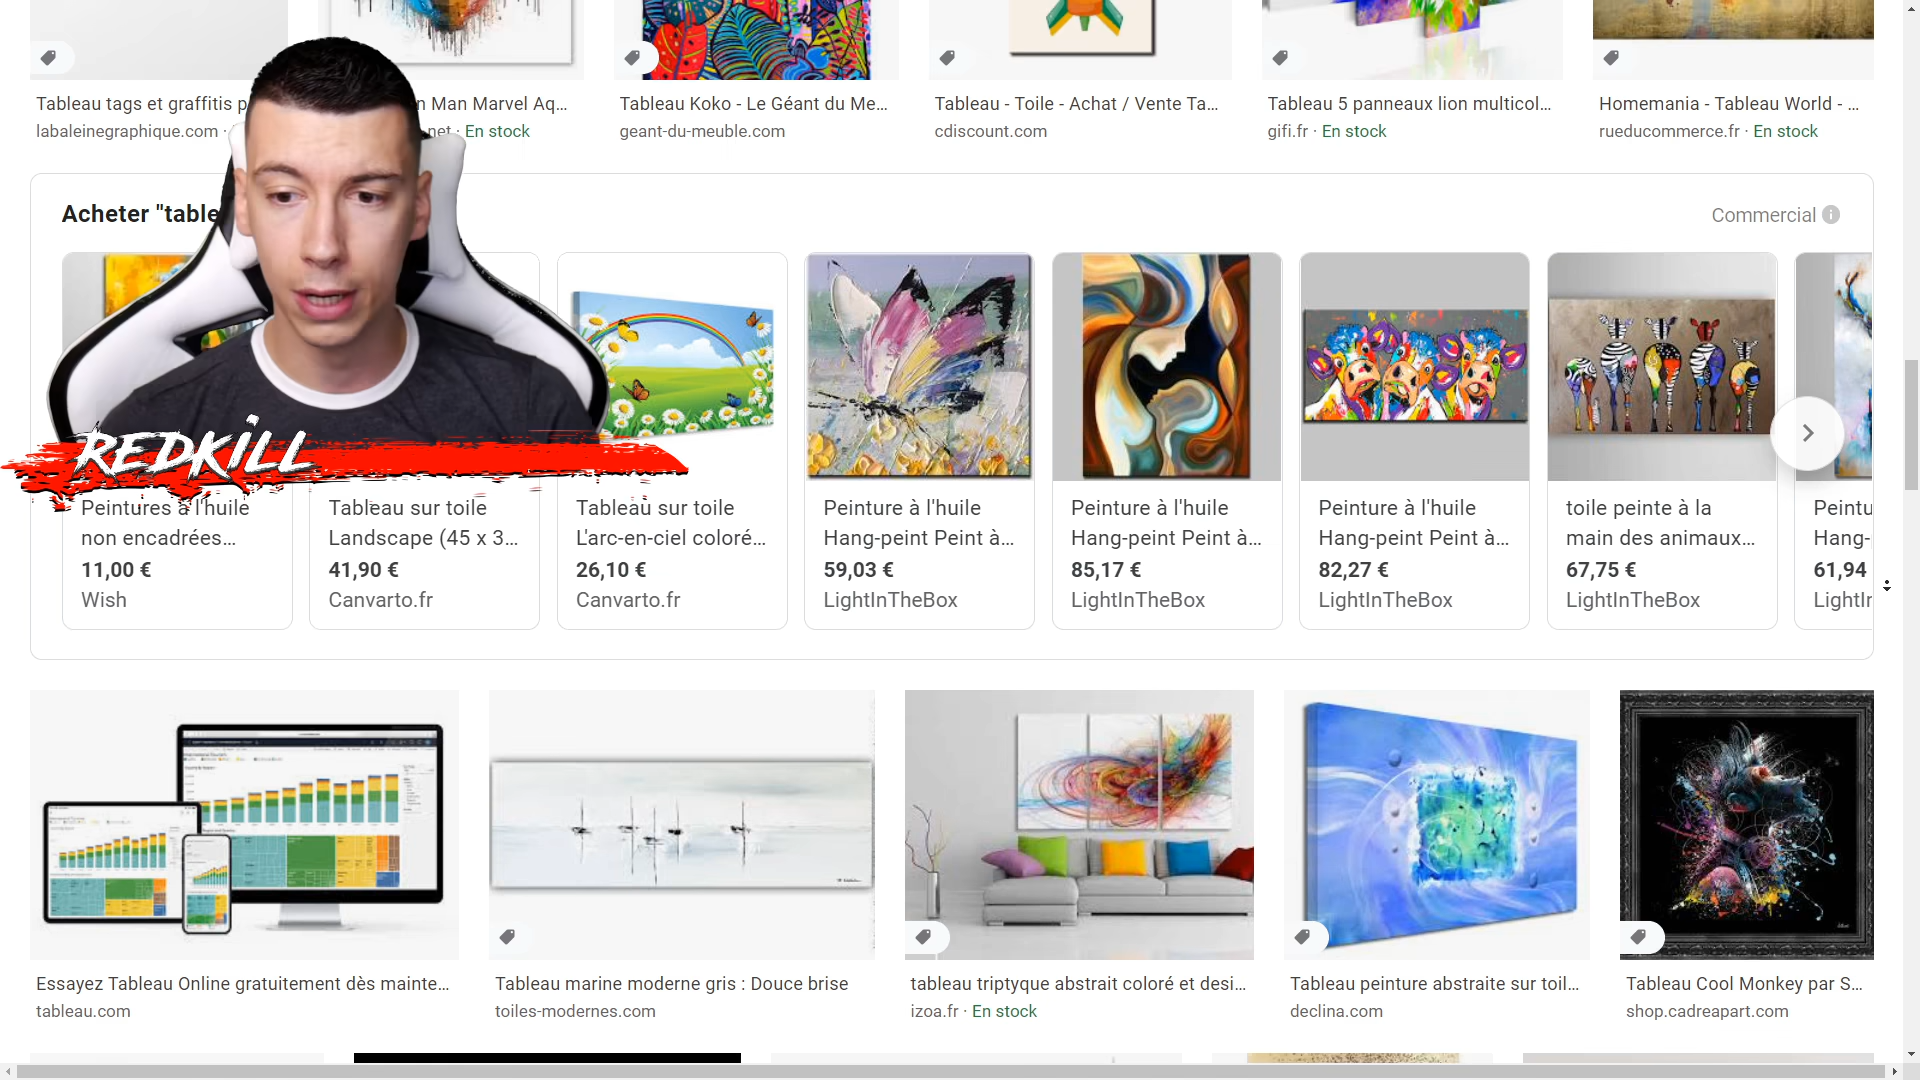 Tableau tags et graffitis p
n Man Marvel Aq...
Tableau Koko - Le Géant du Me...
Tableau - Toile - Achat / Vente Ta...
Tableau 5 panneaux lion multicol...
Homemania - Tableau World - ...
labaleinegraphique.com ·
.net · En stock
geant-du-meuble.com
cdiscount.com
gifi.fr · En stock
rueducommerce.fr · En stock
Acheter "table
Commercial
REDKILL
Peintures à l'huile
non encadrées...
11,00 €
Wish
Tableau sur toile
Landscape (45 x 3...
41,90 €
Canvarto.fr
Tableau sur toile
L'arc-en-ciel coloré...
26,10 €
Canvarto.fr
Peinture à l'huile
Hang-peint Peint à...
59,03 €
LightInTheBox
Peinture à l'huile
Hang-peint Peint à...
85,17 €
LightInTheBox
Peinture à l'huile
Hang-peint Peint à...
82,27 €
LightInTheBox
toile peinte à la
main des animaux...
67,75 €
LightInTheBox
Peintu
Hang-
61,94
LightIr
Essayez Tableau Online gratuitement dès mainte...
tableau.com
Tableau marine moderne gris : Douce brise
toiles-modernes.com
tableau triptyque abstrait coloré et desi...
izoa.fr · En stock
Tableau peinture abstraite sur toil...
declina.com
Tableau Cool Monkey par S...
shop.cadreapart.com